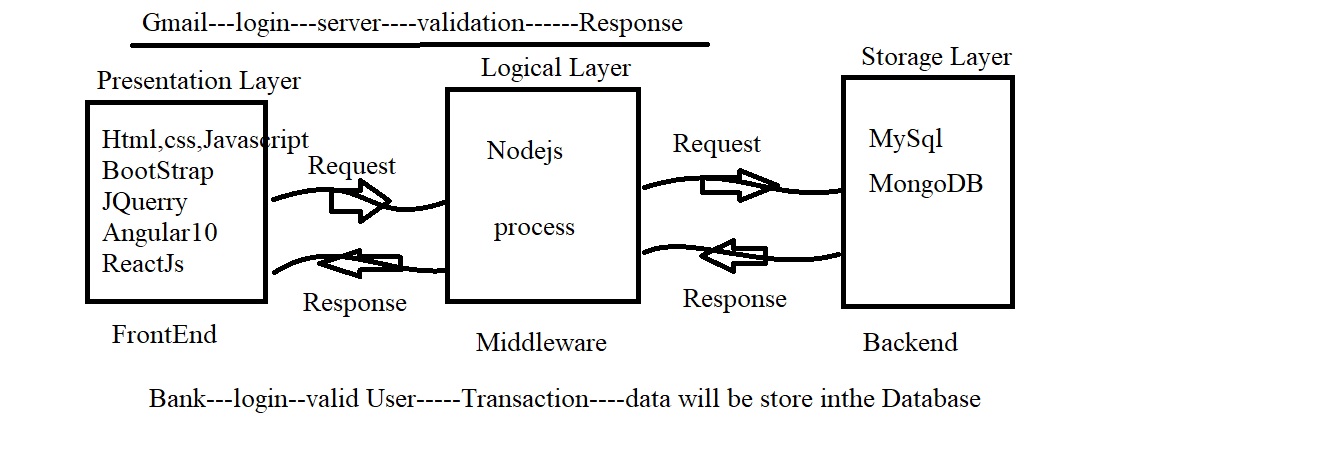 Gmail---login---server----validation------Response
Presentation Layer
Logical Layer
Storage Layer
Html,css,Javascript
BootStrap
JQuerry
Angular10
ReactJs
Request
Response
Nodejs
process
Request
Response
MySql
MongoDB
FrontEnd
Middleware
Backend
Bank---login--valid User-----Transaction----data will be store inthe Database